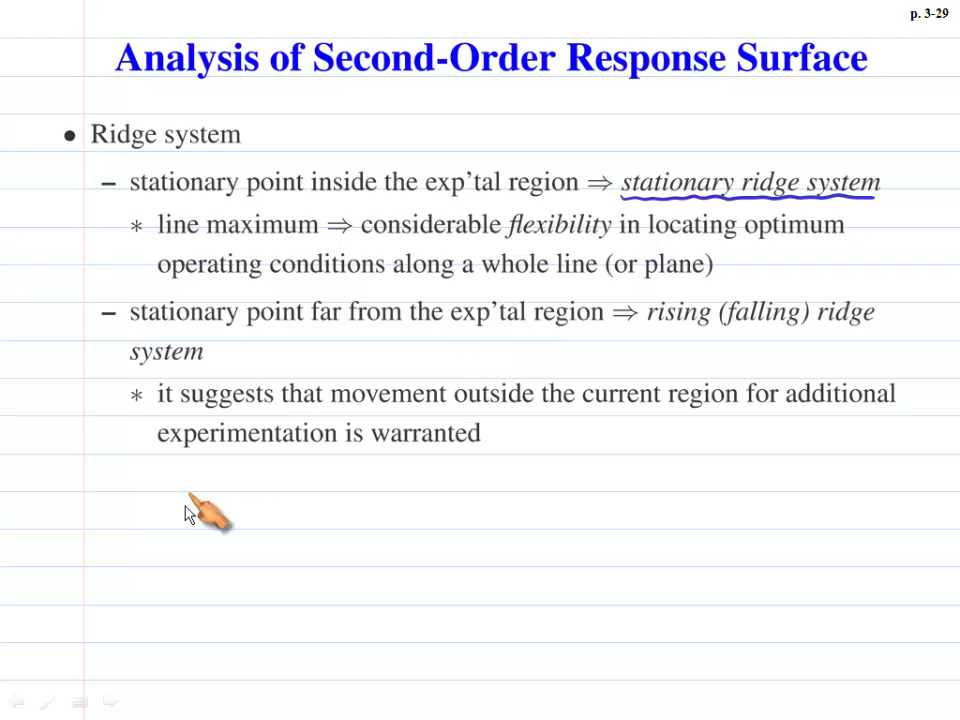 p. 3-29
Analysis of Second-Order Response Surface
• Ridge system
– stationary point inside the exp'tal region ⇒ stationary ridge system
∗ line maximum ⇒ considerable flexibility in locating optimum
operating conditions along a whole line (or plane)
– stationary point far from the exp'tal region ⇒ rising (falling) ridge
system
∗ it suggests that movement outside the current region for additional
experimentation is warranted